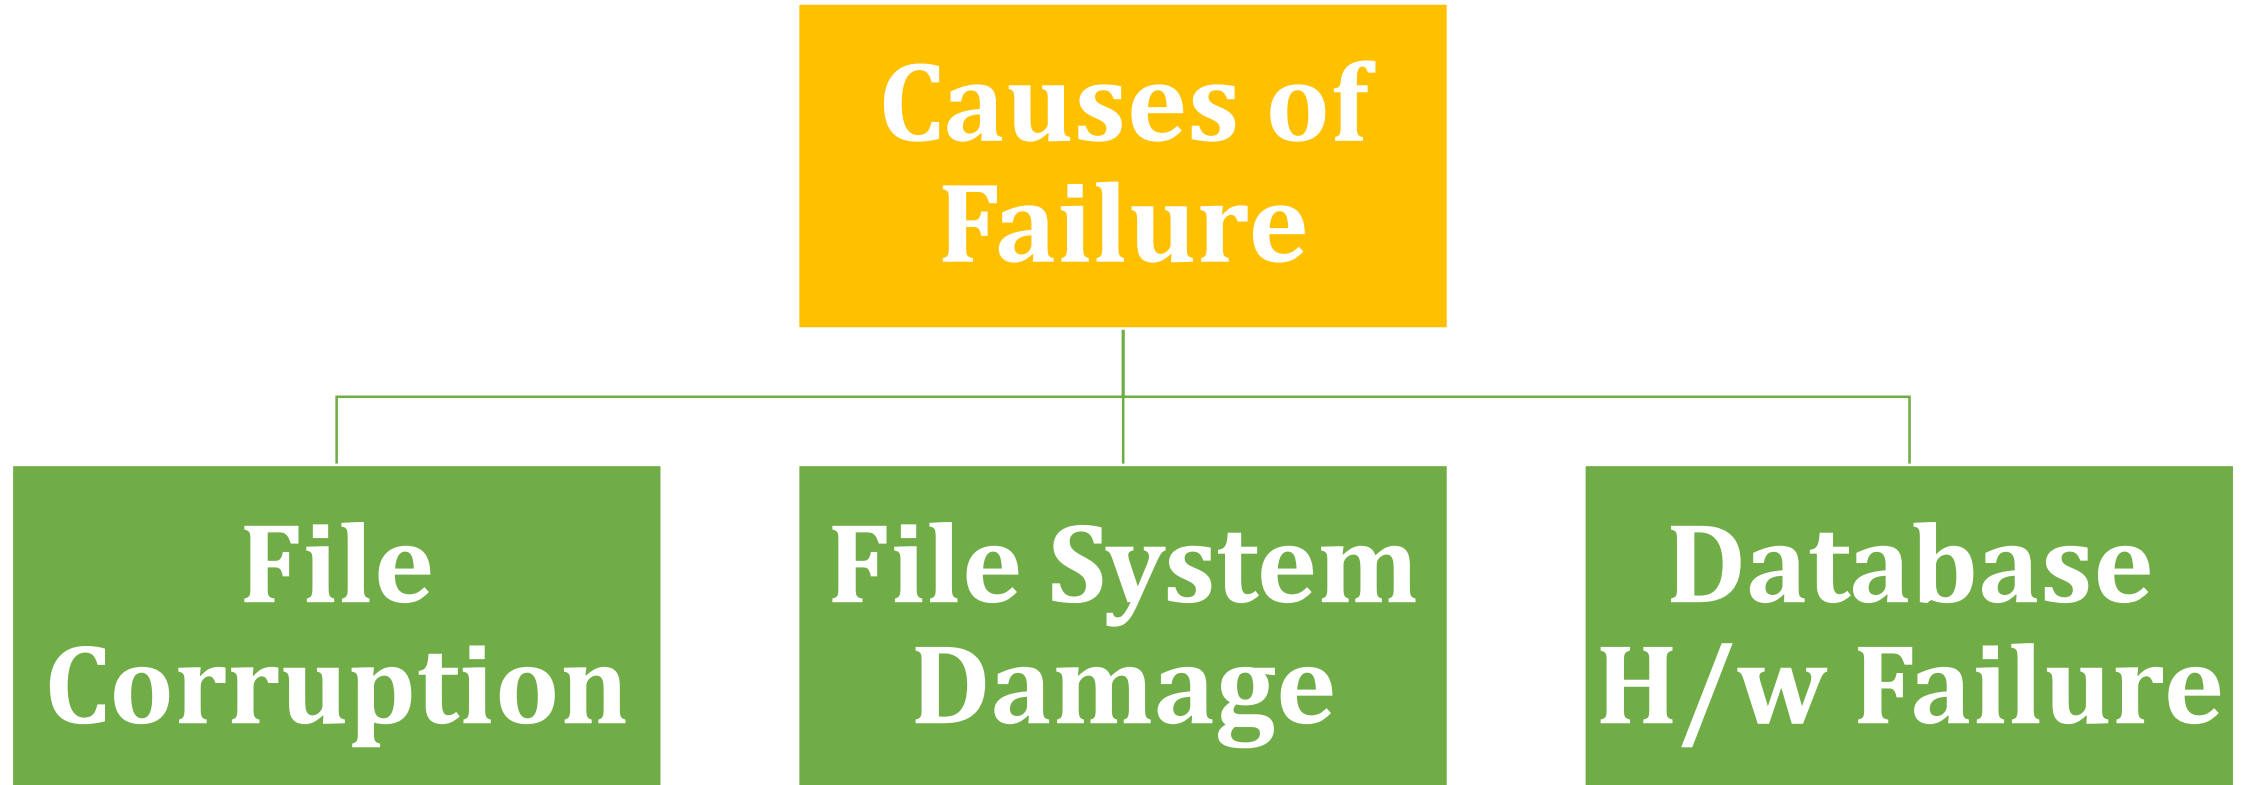 Causes of
Failure
File
Corruption
File System
Damage
Database
H/w Failure